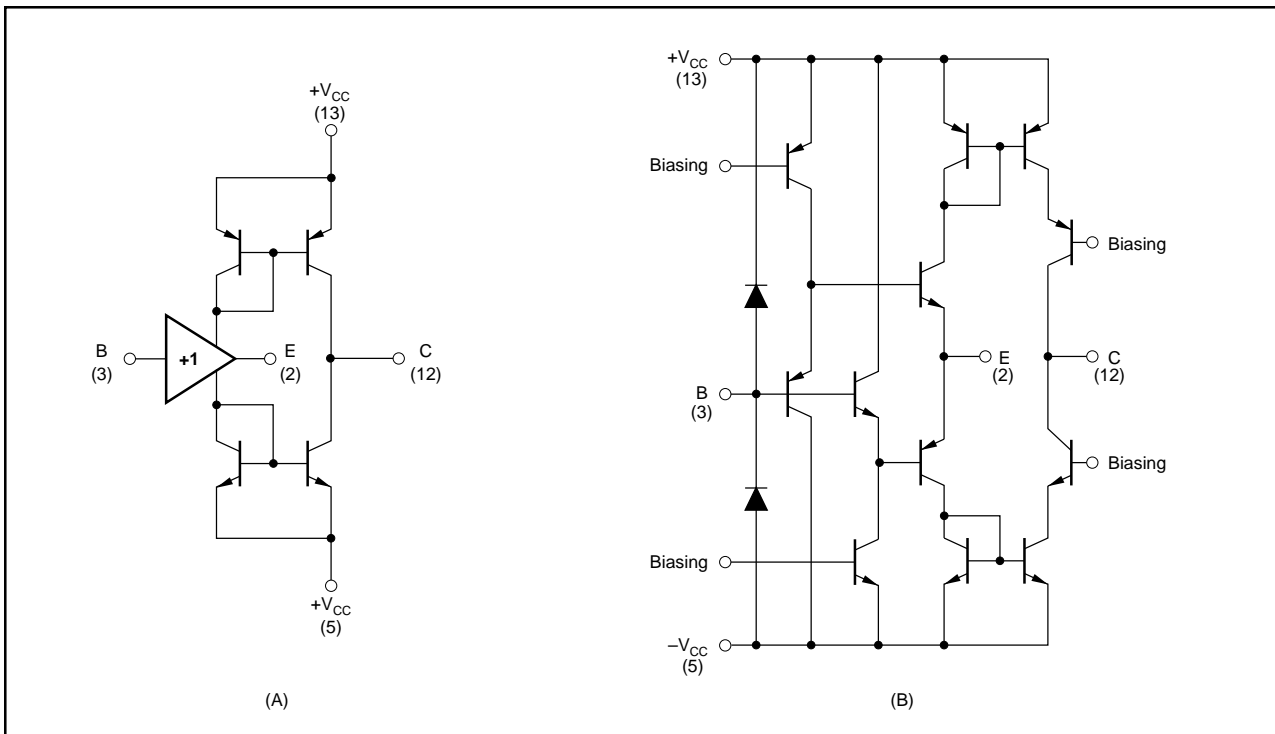 +VCC
(13)
B
(3)
+1
E
(2)
C
(12)
+VCC
(5)
(A)
+VCC
(13)
Biasing
Biasing
B
(3)
E
(2)
C
(12)
Biasing
Biasing
–VCC
(5)
(B)